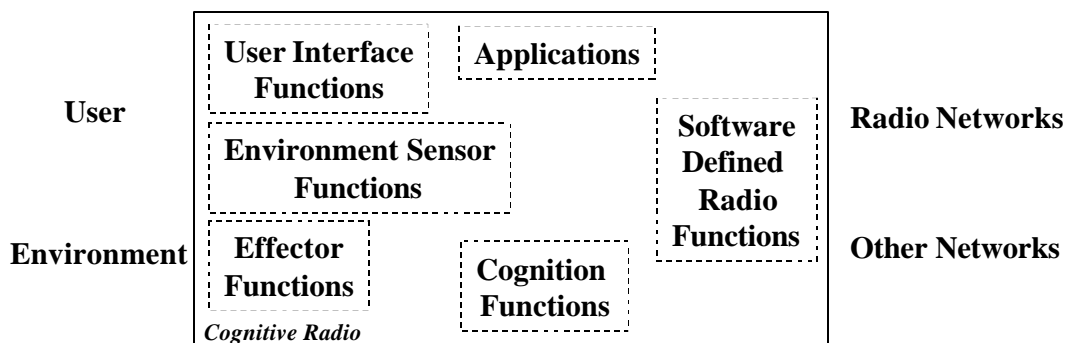 User
Environment
User Interface
Functions
Applications
Environment Sensor
Functions
Software
Defined
Radio
Functions
Effector
Functions
Cognition
Functions
Cognitive Radio
Radio Networks
Other Networks